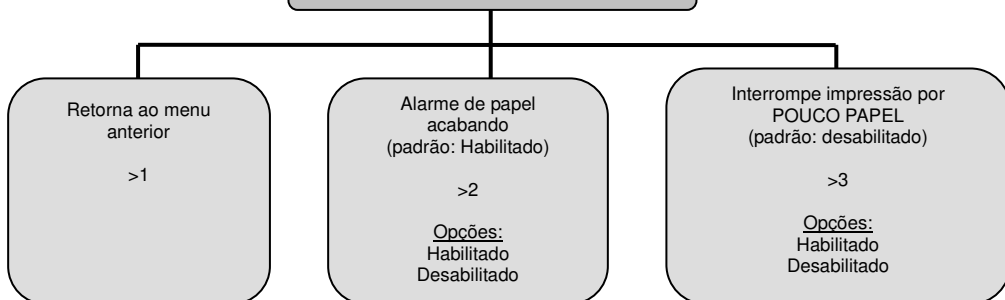 Retorna ao menu
anterior
>1
Alarme de papel
acabando
(padrão: Habilitado)
>2
Opções:
Habilitado
Desabilitado
Interrompe impressão por
POUCO PAPEL
(padrão: desabilitado)
>3
Opções:
Habilitado
Desabilitado